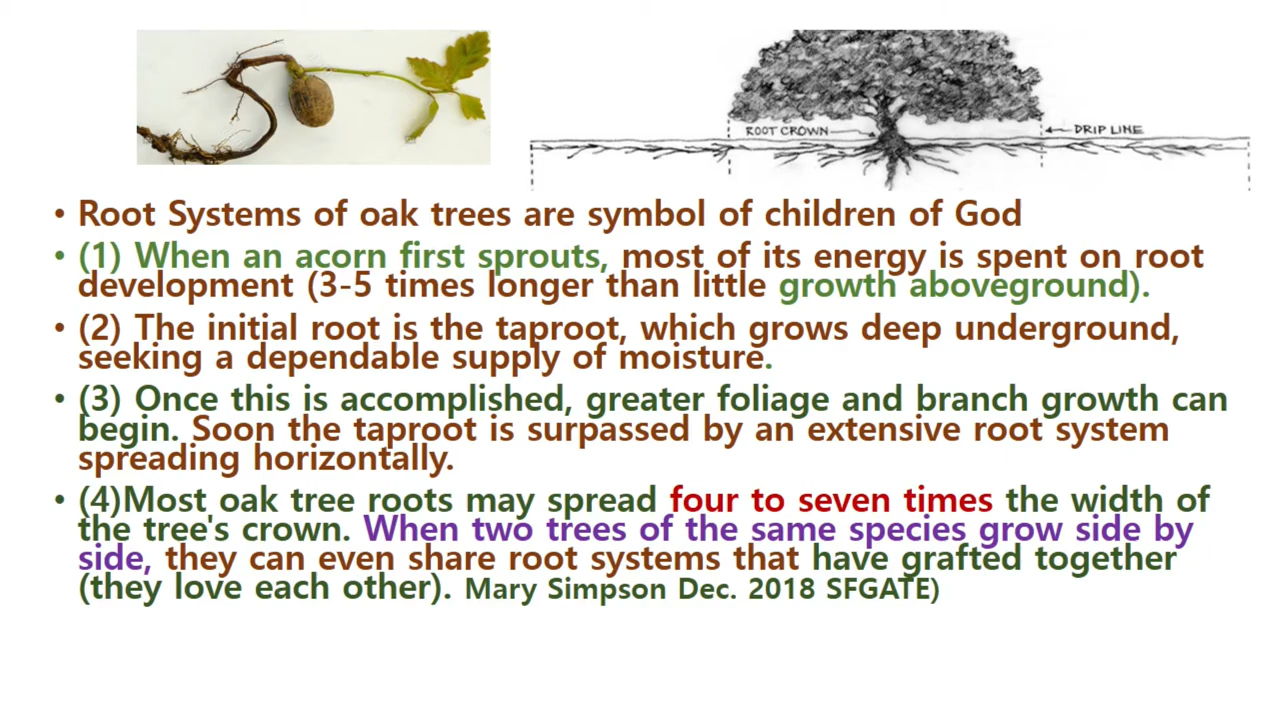 ROOT CROWN
DRIP LINE
• Root Systems of oak trees are symbol of children of God
• (1) When an acorn first sprouts, most of its energy is spent on root
development (3-5 times longer than little growth aboveground).
• (2) The initial root is the taproot, which grows deep underground,
seeking a dependable supply of moisture.
• (3) Once this is accomplished, greater foliage and branch growth can
begin. Soon the taproot is surpassed by an extensive root system
spreading horizontally.
• (4)Most oak tree roots may spread four to seven times the width of
the tree's crown. When two trees of the same species grow side by
side, they can even share root systems that have grafted together
(they love each other). Mary Simpson Dec. 2018 SFGATE)